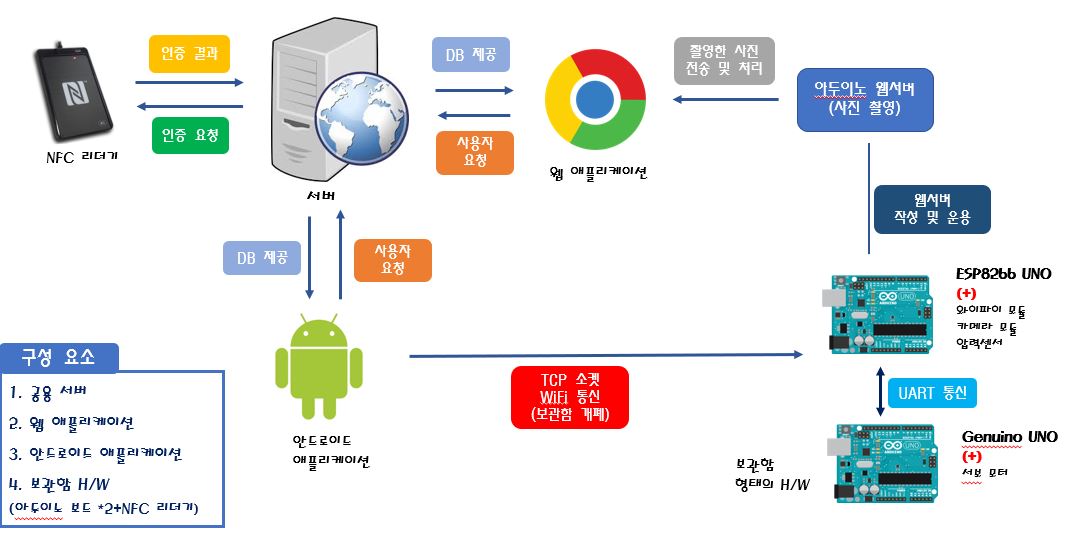 인증 결과
인증 요청
NFC 리더기
서버
DB 제공
사용자
요청
웹 애플리케이션
촬영한 사진
전송 및 처리
아두이노 웹서버
(사진 촬영)
웹서버
작성 및 운용
DB 제공
사용자
요청
ESP8266 UNO
(+)
와이파이 모듈
카메라 모듈
압력센서
UNO
ARDUINO
TCP 소켓
WiFi 통신
(보관함 개폐)
UART 통신
안드로이드
애플리케이션
Genuino UNO
(+)
서보 모터
UNO
ARDUINO
보관함
형태의 H/W
구성 요소
1. 공용 서버
2. 웹 애플리케이션
3. 안드로이드 애플리케이션
4. 보관함 H/W
(아두이노 보드 *2+NFC 리더기)